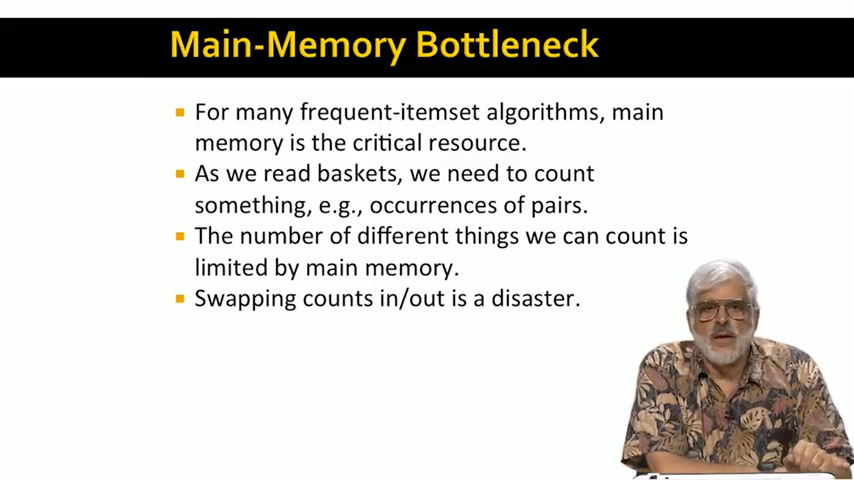 Main-Memory Bottleneck
For many frequent-itemset algorithms, main
memory is the critical resource.
As we read baskets, we need to count
something, e.g., occurrences of pairs.
The number of different things we can count is
limited by main memory.
Swapping counts in/out is a disaster.